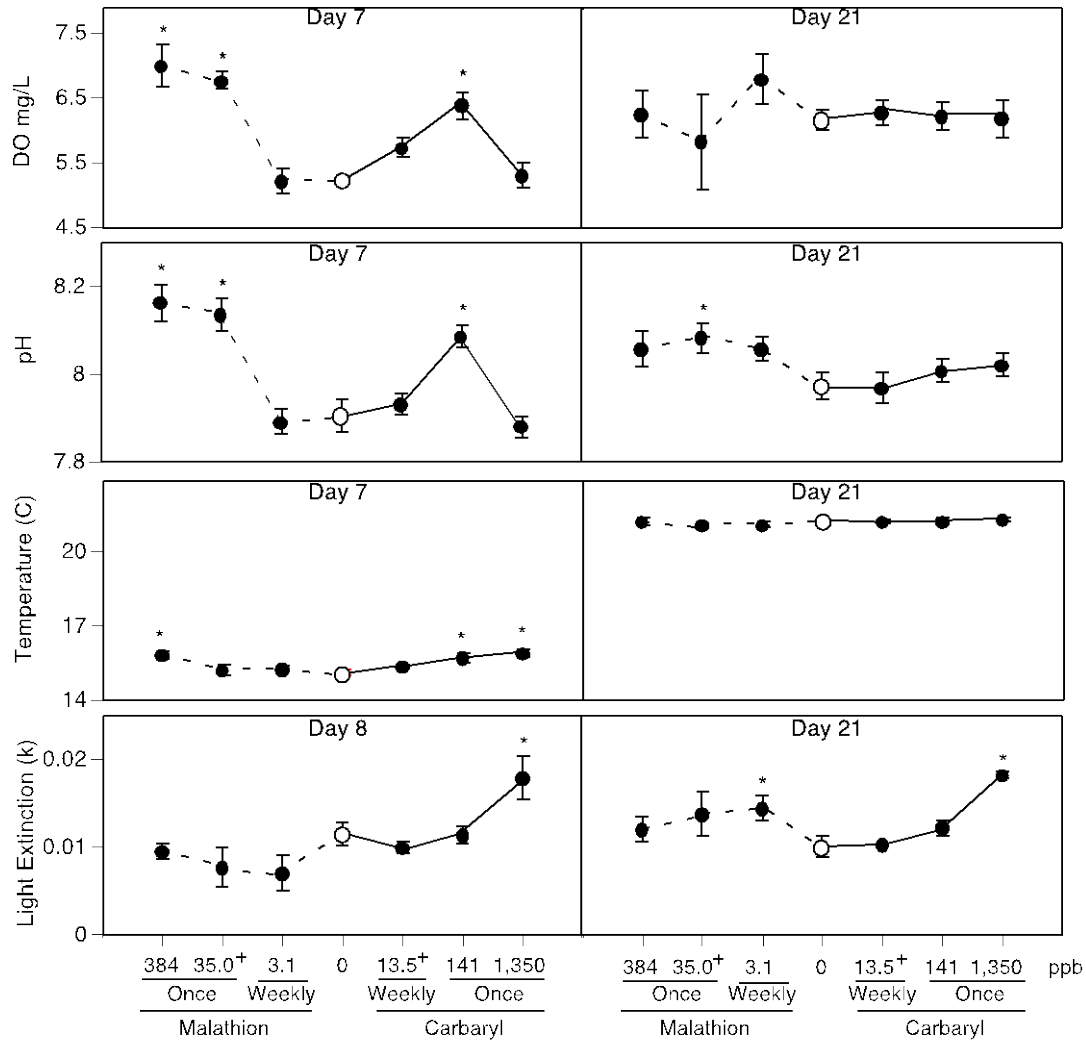 Day 7 Day 21
* * *
7.5
6.5
5.5
4.5
DO mg/L
Day 7 Day 21
* * * *
8.2
8
7.8
pH
Day 7 Day 21
* * *
20
17
14
Temperature (C)
Day 8 Day 21
* * *
0.02
0.01
0
Light Extinction (k)
384 35.0+ 3.1 0 13.5+ 141 1,350 384 35.0+ 3.1 0 13.5+ 141 1,350 ppb
Once Weekly Weekly Once Once Weekly Weekly Once
Malathion Carbaryl Malathion Carbaryl